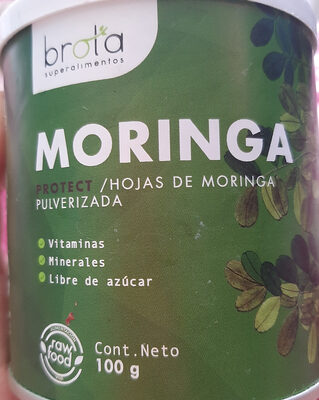 brota
superalimentos
MORINGA
PROTECT /HOJAS DE MORINGA
PULVERIZADA
Vitaminas
Minerales
Libre de azúcar
raw
food
Cont.Neto
100 g